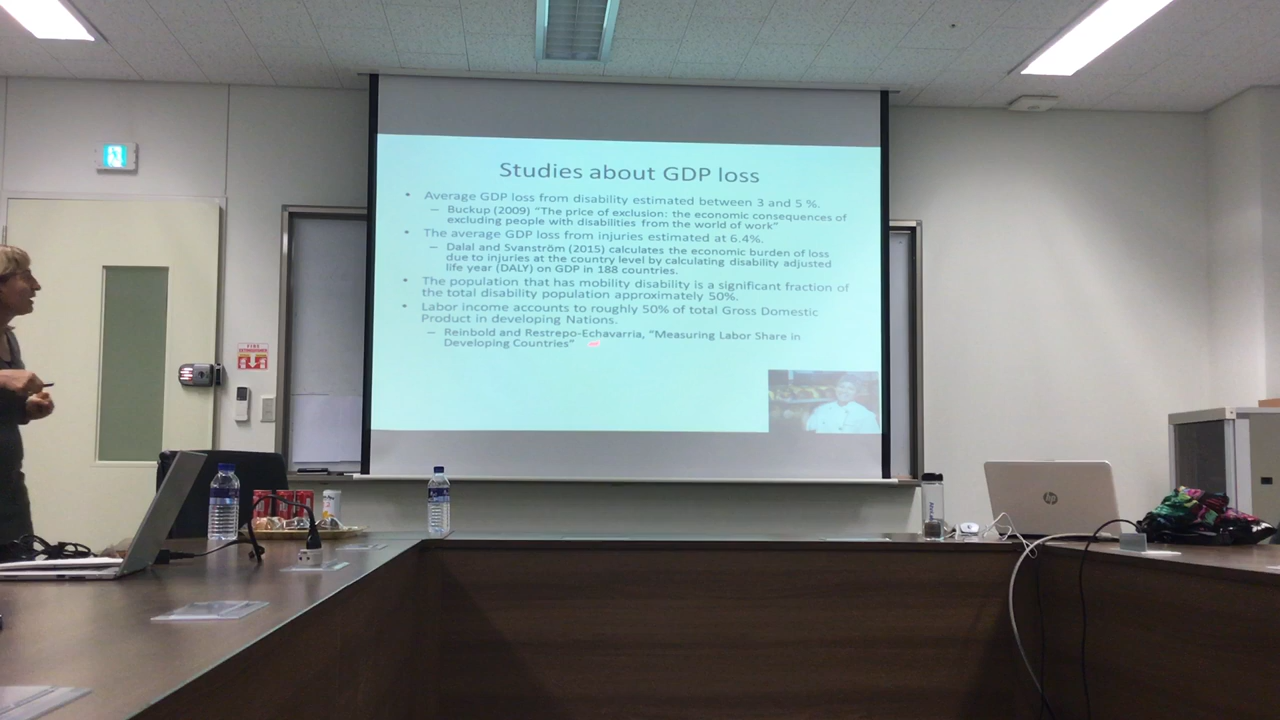 Studies about GDP loss
• Average GDP loss from disability estimated between 3 and 5 %.
– Buckup (2009) “The price of exclusion: the economic consequences of
excluding people with disabilities from the world of work”
• The average GDP loss from injuries estimated at 6.4%.
– Dalal and Svanström (2015) calculates the economic burden of loss
due to injuries at the country level by calculating disability adjusted
life year (DALY) on GDP in 188 countries.
• The population that has mobility disability is a significant fraction of
the total disability population approximately 50%.
• Labor income accounts to roughly 50% of total Gross Domestic
Product in developing Nations.
– Reinbold and Restrepo-Echavarria, “Measuring Labor Share in
Developing Countries”
FIRE
hp